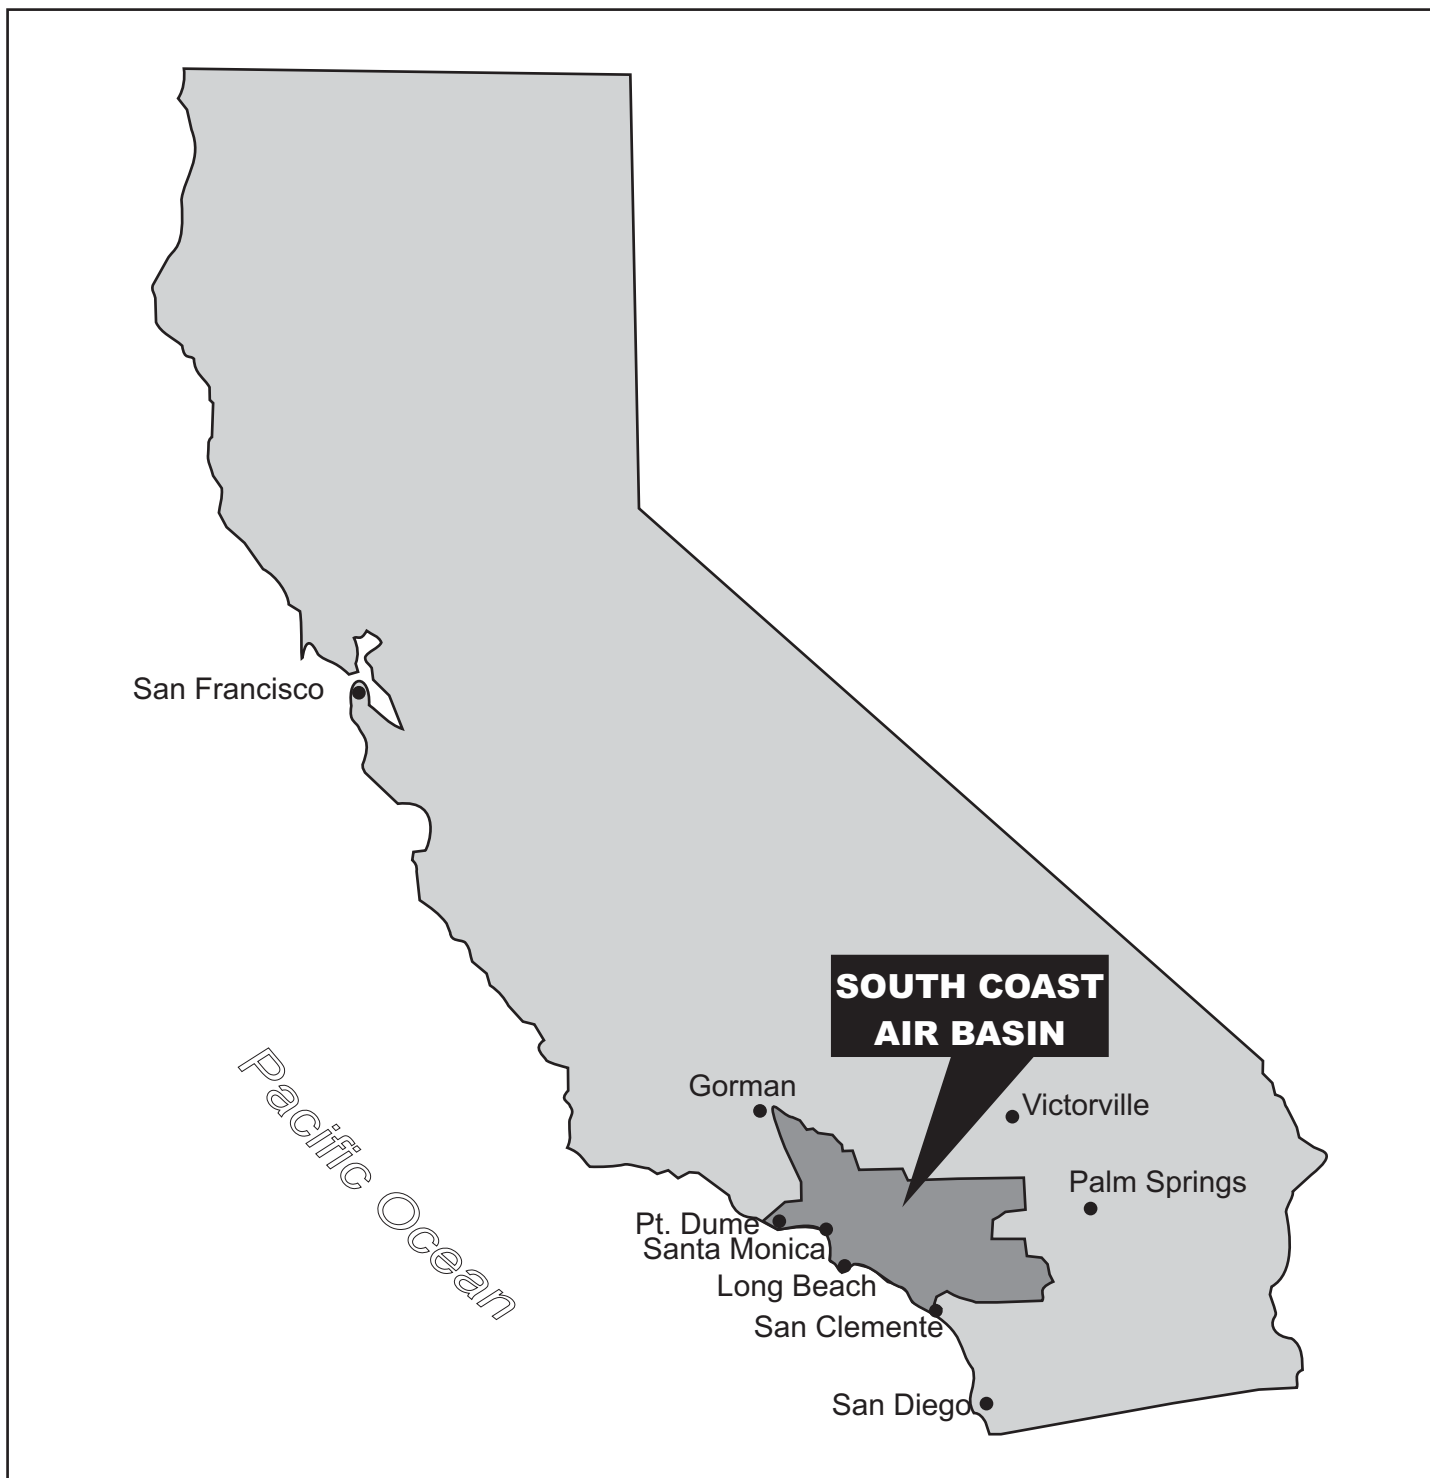 San Francisco
SOUTH COAST
AIR BASIN
Pacific Ocean
Gorman
Victorville
Palm Springs
Pt. Dume
Santa Monica
Long Beach
San Clemente
San Diego